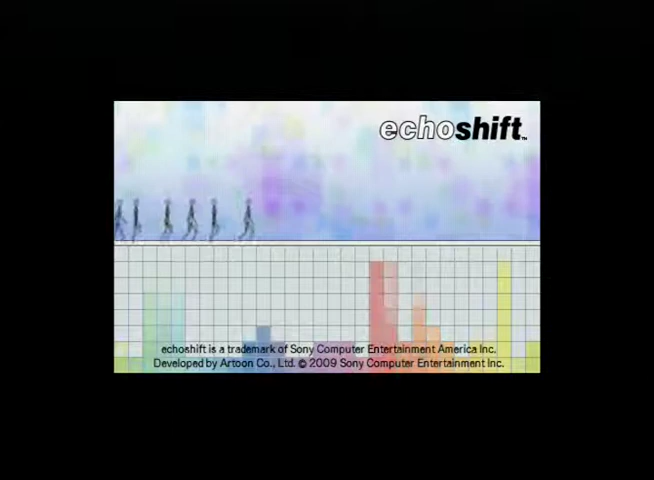 echoshift™
echoshift is a trademark of Sony Computer Entertainment America Inc.
Developed by Artoon Co., Ltd. © 2009 Sony Computer Entertainment Inc.